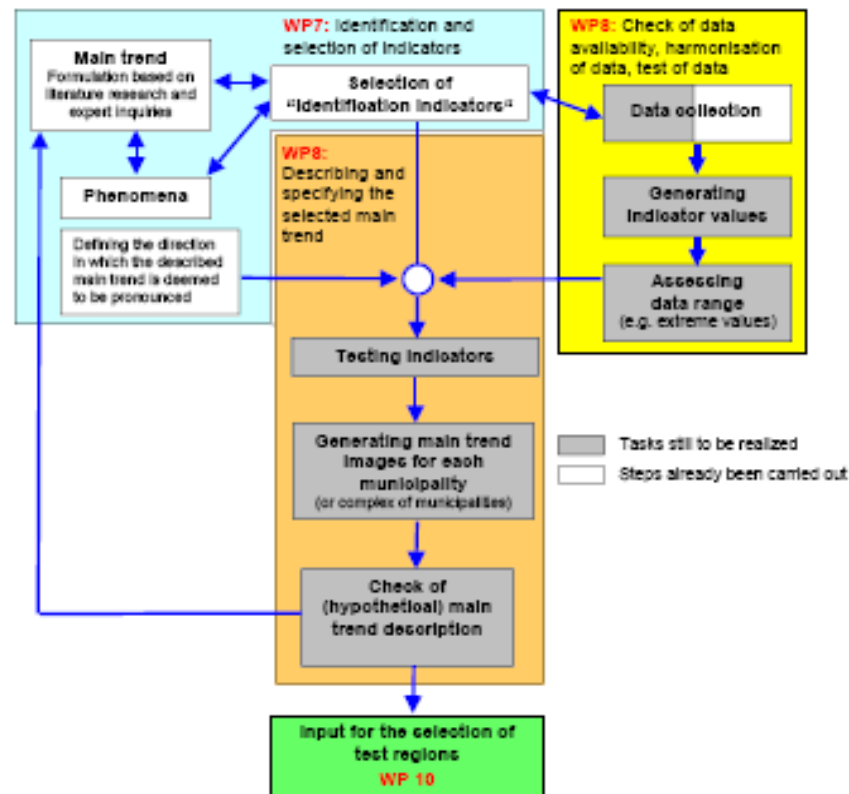 WP7: Identification and
selection of indicators
Main trend
Formulation based on
literature research and
expert inquiries
Selection of
"Identification Indicators"
Phenomena
Defining the direction
in which the described
main trend is deemed
to be pronounced
WP8: Check of data
availability, harmonisation
of data, test of data
Data collection
Generating
indicator values
Assessing
data range
(e.g. extreme values)
WP8:
Describing and
specifying the
selected main
trend
Testing indicators
Generating main trend
images for each
municipality
(or complex of municipalities)
Check of
(hypothetical) main
trend description
Tasks still to be realized
Steps already been carried out
Input for the selection of
test regions
WP 10